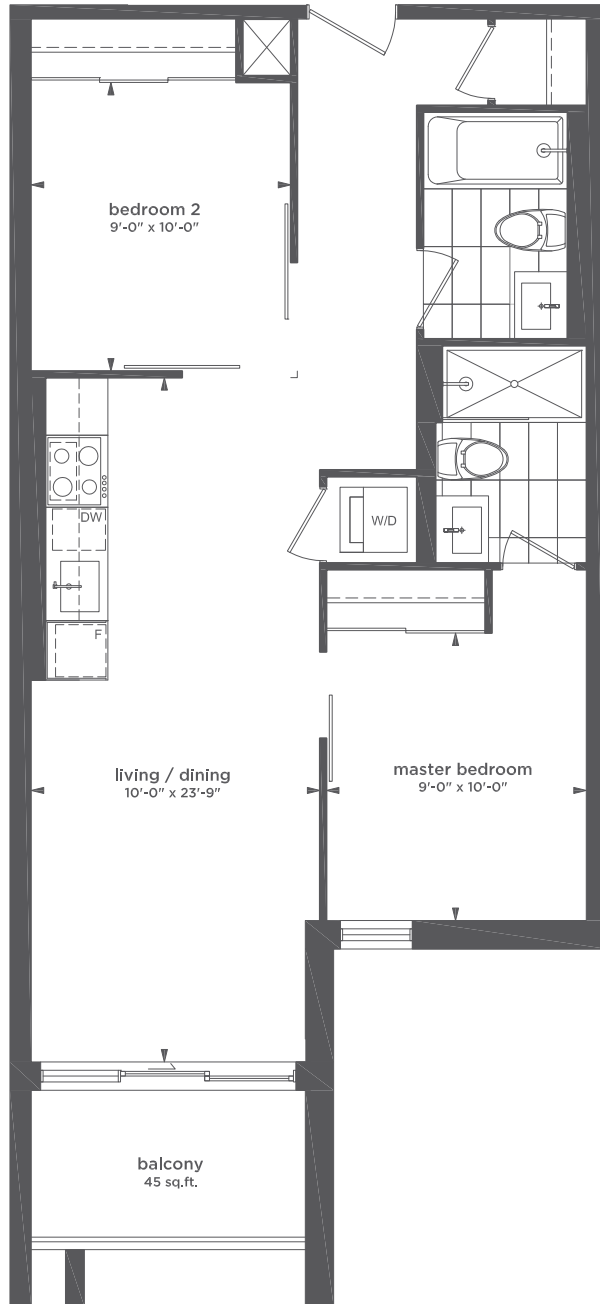 bedroom 2
9'-0" x 10'-0"
DW
W/D
F
living / dining
10'-0" x 23'-9"
master bedroom
9'-0" x 10'-0"
balcony
45 sq.ft.